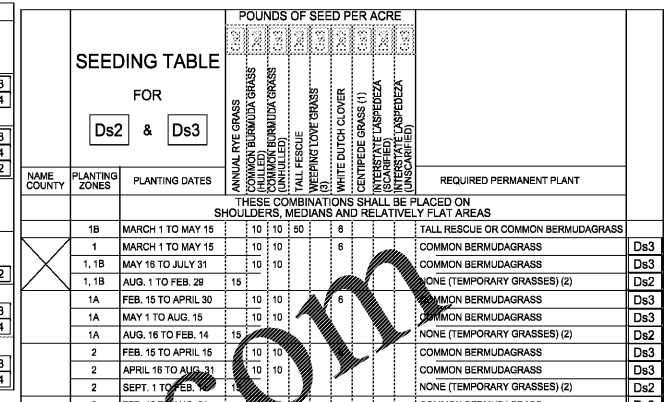 POUNDS OF SEED PER ACRE
SEEDING TABLE
FOR
Ds2 & Ds3
ANNUAL RYE GRASS
COMMON BURMUDA GRASS (HULLED)
COMMON BURMUDA GRASS (UNHULLED)
TALL FESCUE
WEEPING LOVE GRASS (3)
WHITE DUTCH CLOVER
CENTIPEDE GRASS (1)
INTERSTATE LASPEDEZA (SCARIFIED)
INTERSTATE LASPEDEZA (UNSCARIFIED)
NAME COUNTY
PLANTING ZONES
PLANTING DATES
REQUIRED PERMANENT PLANT
THESE COMBINATIONS SHALL BE PLACED ON
SHOULDERS, MEDIANS AND RELATIVELY FLAT AREAS
1B MARCH 1 TO MAY 15 10 10 50 6 TALL RESCUE OR COMMON BERMUDAGRASS
1 MARCH 1 TO MAY 15 10 10 6 COMMON BERMUDAGRASS Ds3
1, 1B MAY 16 TO JULY 31 10 10 COMMON BERMUDAGRASS Ds3
1, 1B AUG. 1 TO FEB. 29 15 NONE (TEMPORARY GRASSES) (2) Ds2
1A FEB. 15 TO APRIL 30 10 10 6 COMMON BERMUDAGRASS Ds3
1A MAY 1 TO AUG. 15 10 10 COMMON BERMUDAGRASS Ds3
1A AUG. 16 TO FEB. 14 15 NONE (TEMPORARY GRASSES) (2) Ds2
2 FEB. 15 TO APRIL 15 10 10 COMMON BERMUDAGRASS Ds3
2 APRIL 16 TO AUG. 31 10 10 COMMON BERMUDAGRASS Ds3
2 SEPT. 1 TO FEB. 15 NONE (TEMPORARY GRASSES) (2) Ds2
com